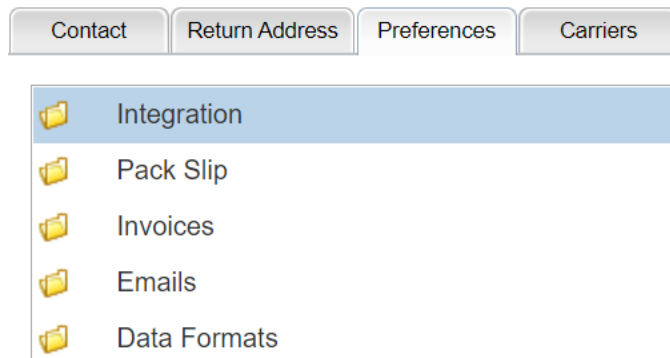 Contact Return Address Preferences Carriers
Integration
Pack Slip
Invoices
Emails
Data Formats